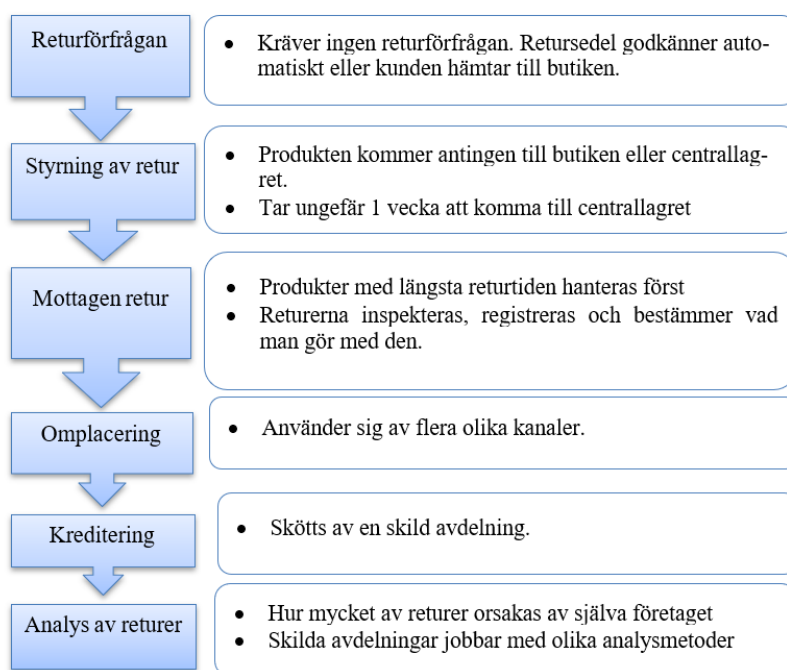 Returförfrågan
• Kräver ingen returförfrågan. Retursedel godkänner auto-
matiskt eller kunden hämtar till butiken.
Styrning av retur
• Produkten kommer antingen till butiken eller centrallag-
ret.
• Tar ungefär 1 vecka att komma till centrallagret
Mottagen retur
• Produkter med längsta returtiden hanteras först
• Returerna inspekteras, registreras och bestämmer vad
man gör med den.
Omplacering
• Använder sig av flera olika kanaler.
Kreditering
• Skötts av en skild avdelning.
Analys av returer
• Hur mycket av returer orsakas av själva företaget
• Skilda avdelningar jobbar med olika analysmetoder